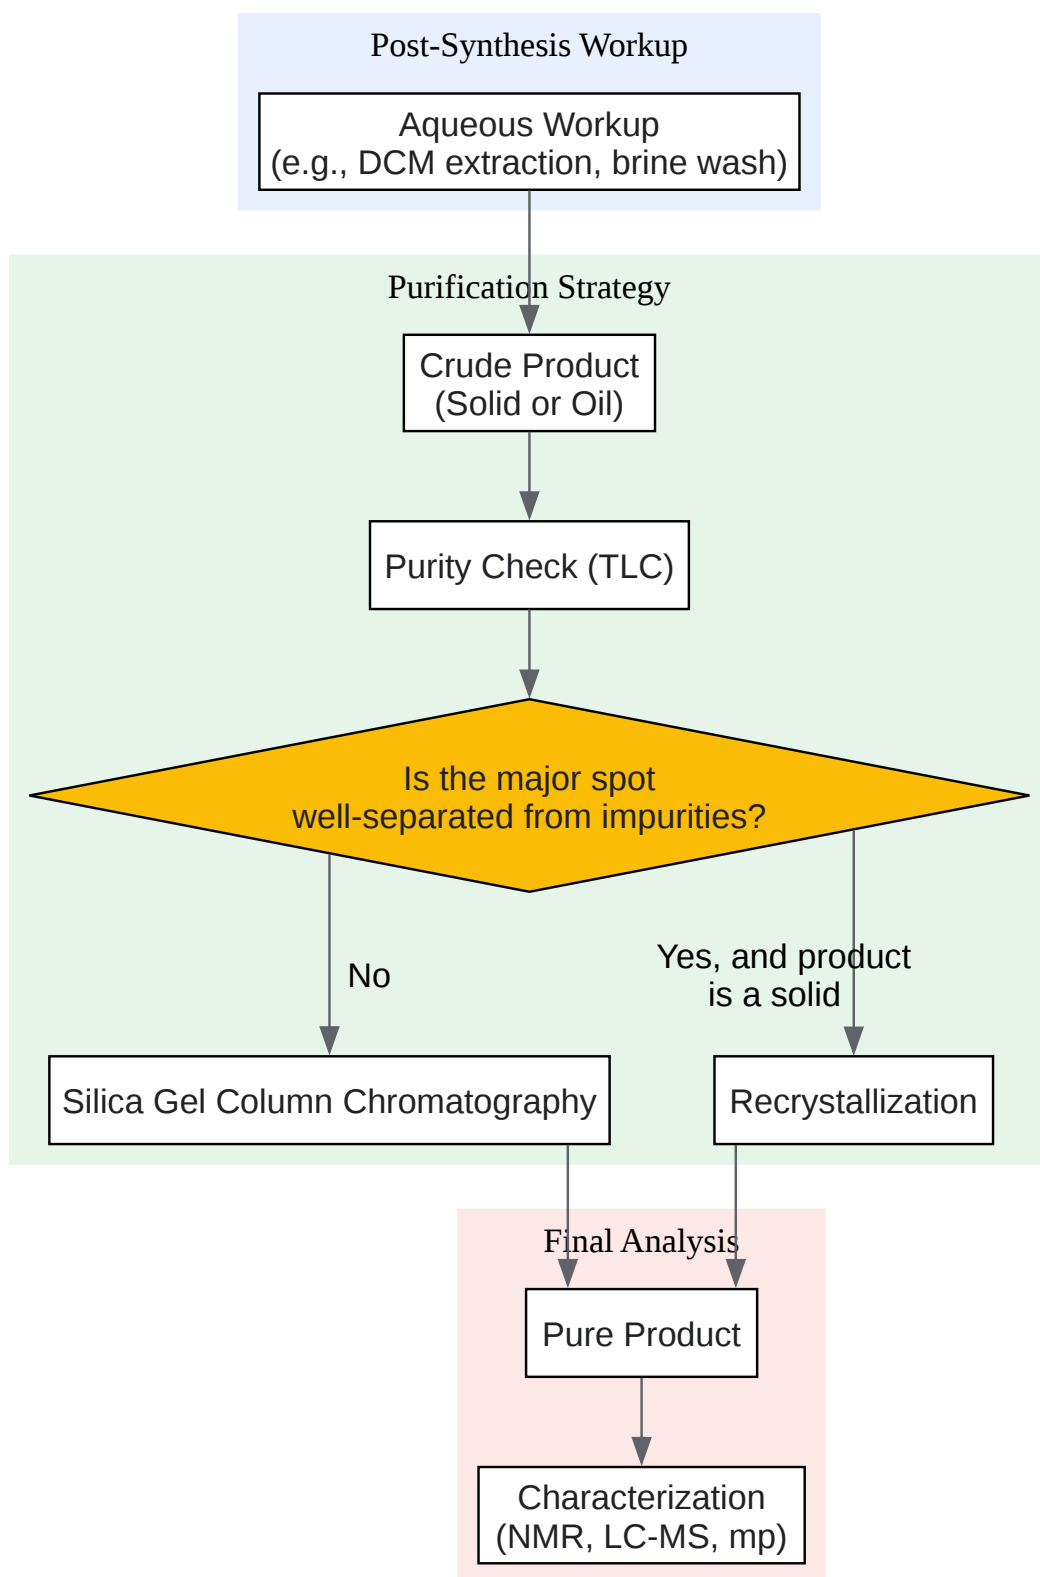 Post-Synthesis Workup
Aqueous Workup
(e.g., DCM extraction, brine wash)
Purification Strategy
Crude Product
(Solid or Oil)
Purity Check (TLC)
Is the major spot
well-separated from impurities?
No
Yes, and product
is a solid
Silica Gel Column Chromatography
Recrystallization
Final Analysis
Pure Product
Characterization
(NMR, LC-MS, mp)